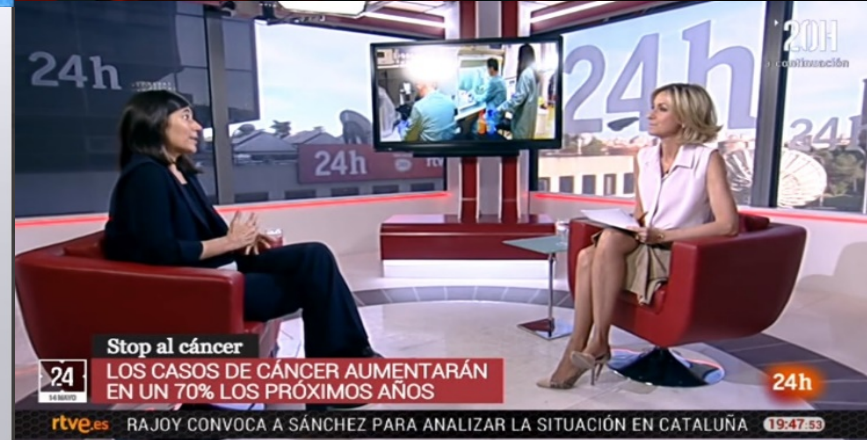 20H
a continuación
24h
24h
24h
24h
rtve
Stop al cáncer
24
14 MAYO
LOS CASOS DE CÁNCER AUMENTARÁN
EN UN 70% LOS PRÓXIMOS AÑOS
24h
rtve.es
RAJOY CONVOCA A SÁNCHEZ PARA ANALIZAR LA SITUACIÓN EN CATALUÑA
19:47:53